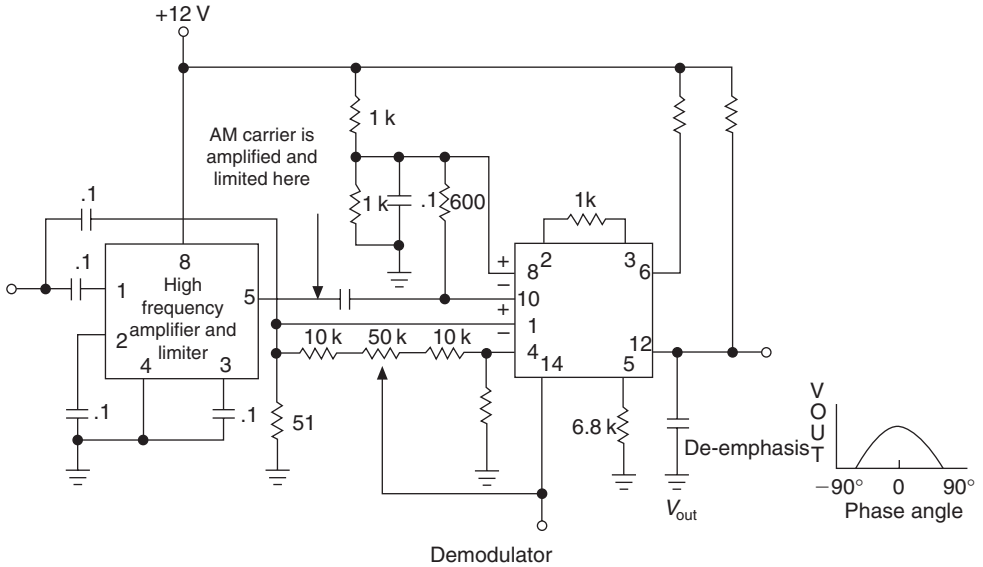 +12 V
1 k
AM carrier is
amplified and
limited here
.1
1 k
.1
600
1k
.1
8
High
frequency
amplifier and
limiter
1
2
4
3
5
.1
.1
51
10 k
50 k
10 k
+
8
−
10
+
1
−
4
14
2
3
6
12
5
6.8 k
De-emphasis
V
out
Demodulator
V
O
U
T
−90°
0
90°
Phase angle